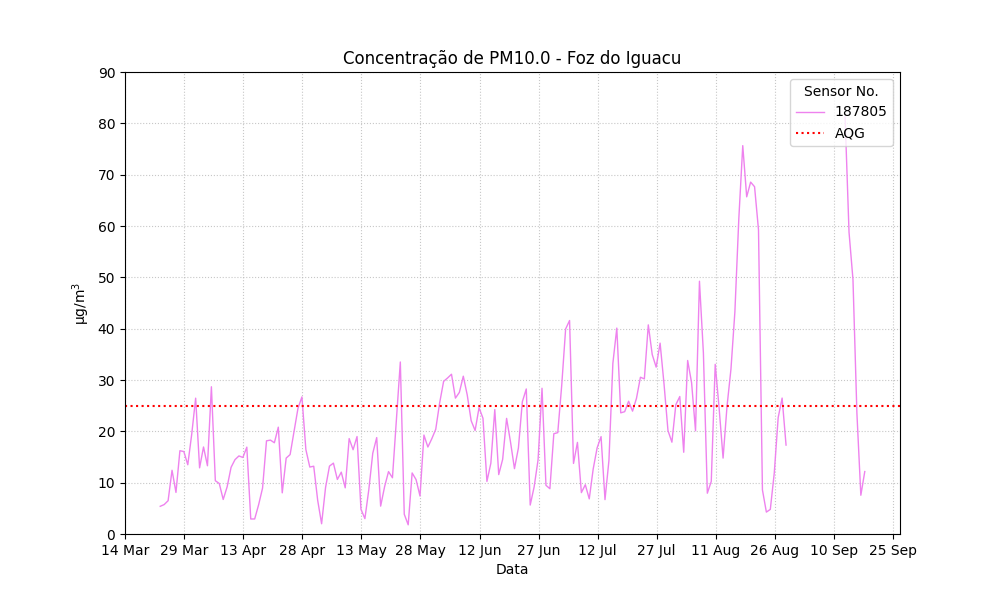 Concentração de PM10.0 - Foz do Iguacu
Sensor No.
187805
AQG
µg/m³
90
80
70
60
50
40
30
20
10
0
14 Mar 29 Mar 13 Apr 28 Apr 13 May 28 May 12 Jun 27 Jun 12 Jul 27 Jul 11 Aug 26 Aug 10 Sep 25 Sep
Data